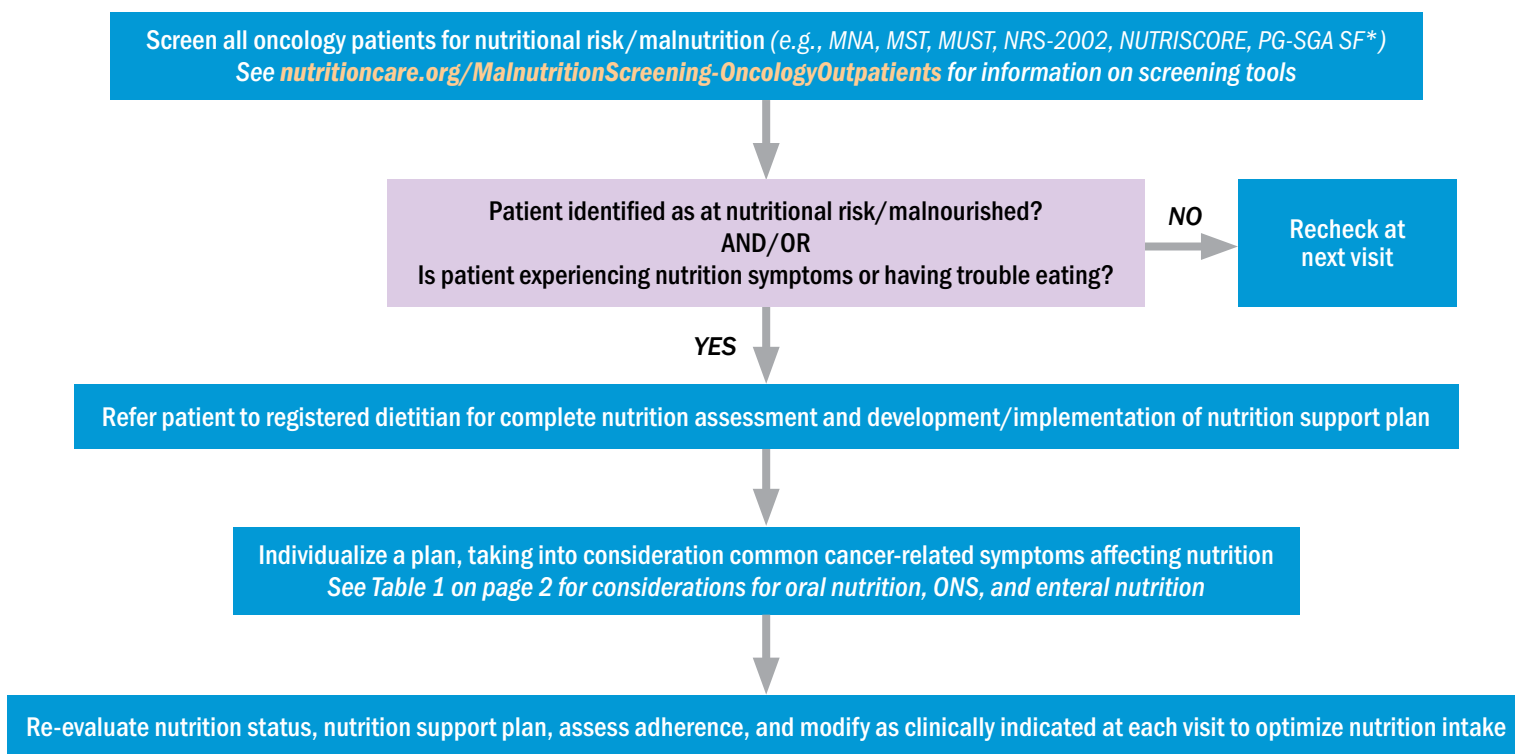 Screen all oncology patients for nutritional risk/malnutrition (e.g., MNA, MST, MUST, NRS-2002, NUTRISCORE, PG-SGA SF*)
See nutritioncare.org/MalnutritionScreening-OncologyOutpatients for information on screening tools
Patient identified as at nutritional risk/malnourished?
AND/OR
Is patient experiencing nutrition symptoms or having trouble eating?
NO
Recheck at
next visit
YES
Refer patient to registered dietitian for complete nutrition assessment and development/implementation of nutrition support plan
Individualize a plan, taking into consideration common cancer-related symptoms affecting nutrition
See Table 1 on page 2 for considerations for oral nutrition, ONS, and enteral nutrition
Re-evaluate nutrition status, nutrition support plan, assess adherence, and modify as clinically indicated at each visit to optimize nutrition intake